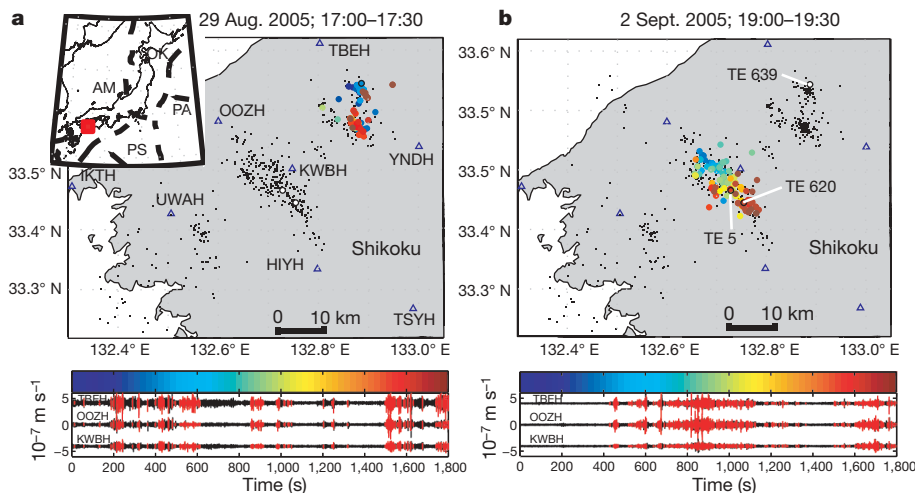 a
29 Aug. 2005; 17:00–17:30
OK
AM
PA
PS
TBEH
OOZH
KWBH
YNDH
IKTH
UWAH
HIYH
TSYH
Shikoku
0 10 km
33.5° N
33.4° N
33.3° N
132.4° E 132.6° E 132.8° E 133.0° E
10⁻⁷ m s⁻¹
5
0
−5
TBEH
OOZH
KWBH
0 200 400 600 800 1,000 1,200 1,400 1,600 1,800
Time (s)
b
2 Sept. 2005; 19:00–19:30
33.6° N
33.5° N
33.5° N
33.4° N
33.3° N
TE 639
TE 620
TE 5
Shikoku
0 10 km
132.4° E 132.6° E 132.8° E 133.0° E
10⁻⁷ m s⁻¹
5
0
−5
TBEH
OOZH
KWBH
0 200 400 600 800 1,000 1,200 1,400 1,600 1,800
Time (s)